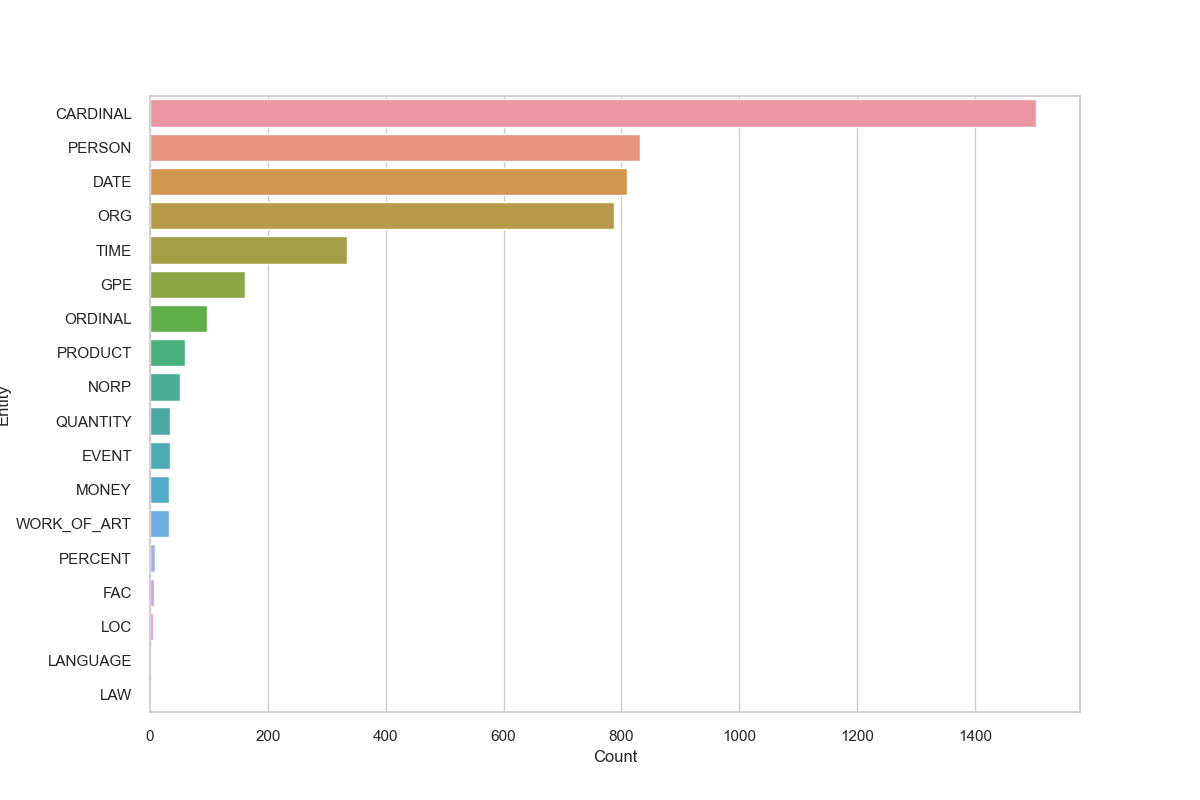 CARDINAL
PERSON
DATE
ORG
TIME
GPE
ORDINAL
PRODUCT
NORP
QUANTITY
EVENT
MONEY
WORK_OF_ART
PERCENT
FAC
LOC
LANGUAGE
LAW
Entity
0 200 400 600 800 1000 1200 1400
Count